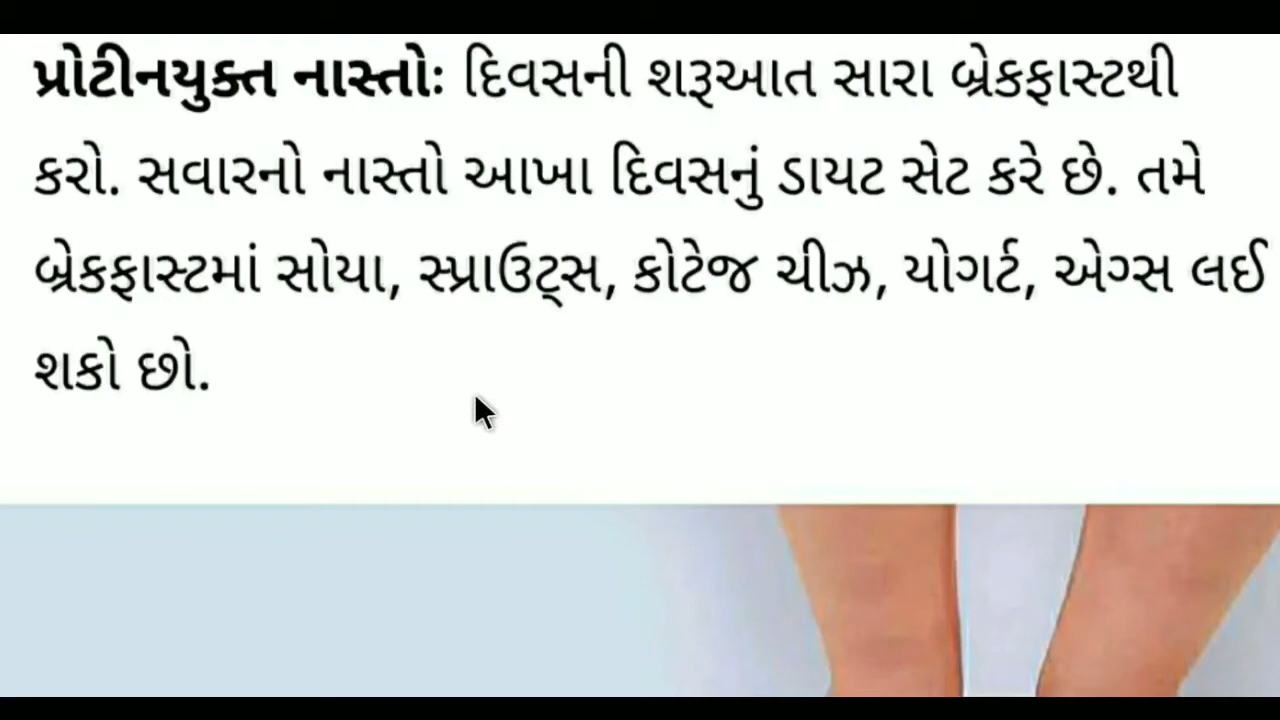 પ્રોટીનયુક્ત નાસ્તોઃ દિવસની શરૂઆત સારા બ્રેકફાસ્ટથી
કરો. સવારનો નાસ્તો આખા દિવસનું ડાયટ સેટ કરે છે. તમે
બ્રેકફાસ્ટમાં સોયા, સ્પ્રાઉટ્સ, કોટેજ ચીઝ, યોગર્ટ, એગ્સ લઈ
શકો છો.